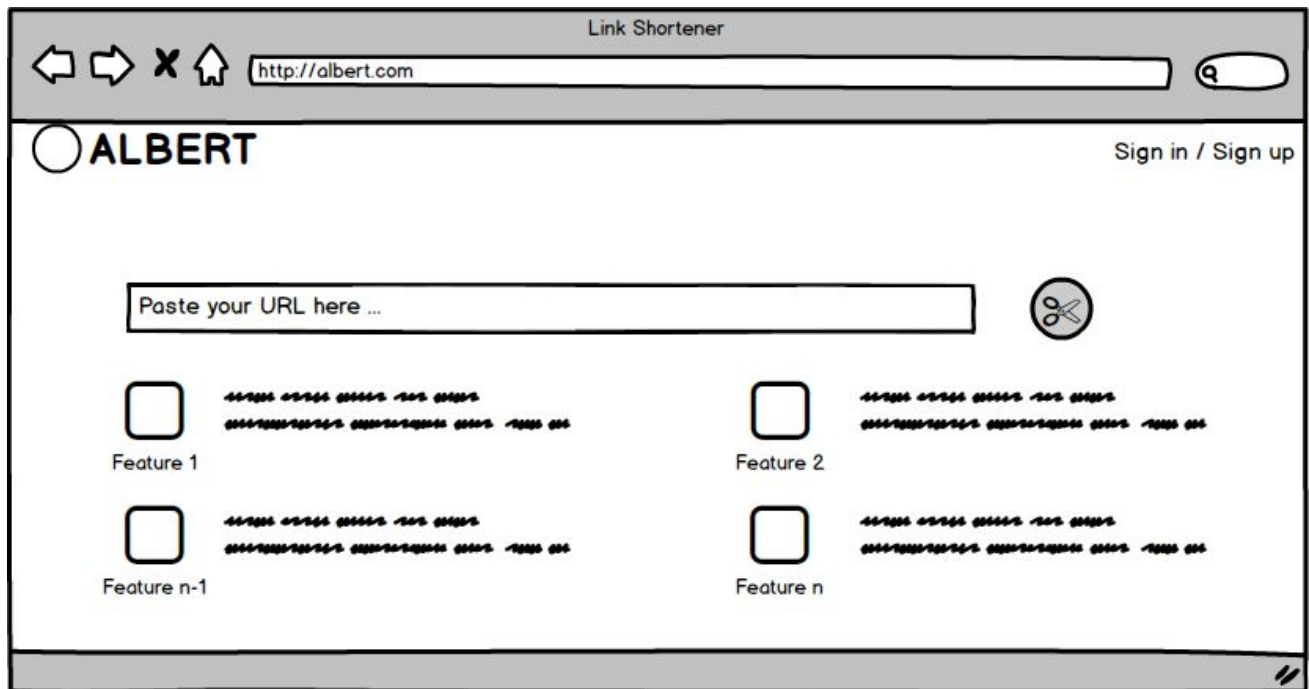 Link Shortener
http://albert.com
ALBERT
Sign in / Sign up
Paste your URL here ...
Feature 1
Feature 2
Feature n-1
Feature n